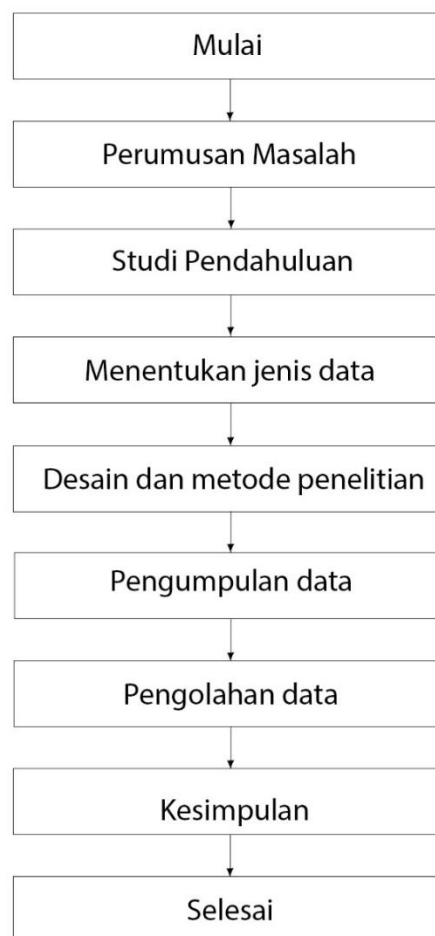 Mulai
Perumusan Masalah
Studi Pendahuluan
Menentukan jenis data
Desain dan metode penelitian
Pengumpulan data
Pengolahan data
Kesimpulan
Selesai